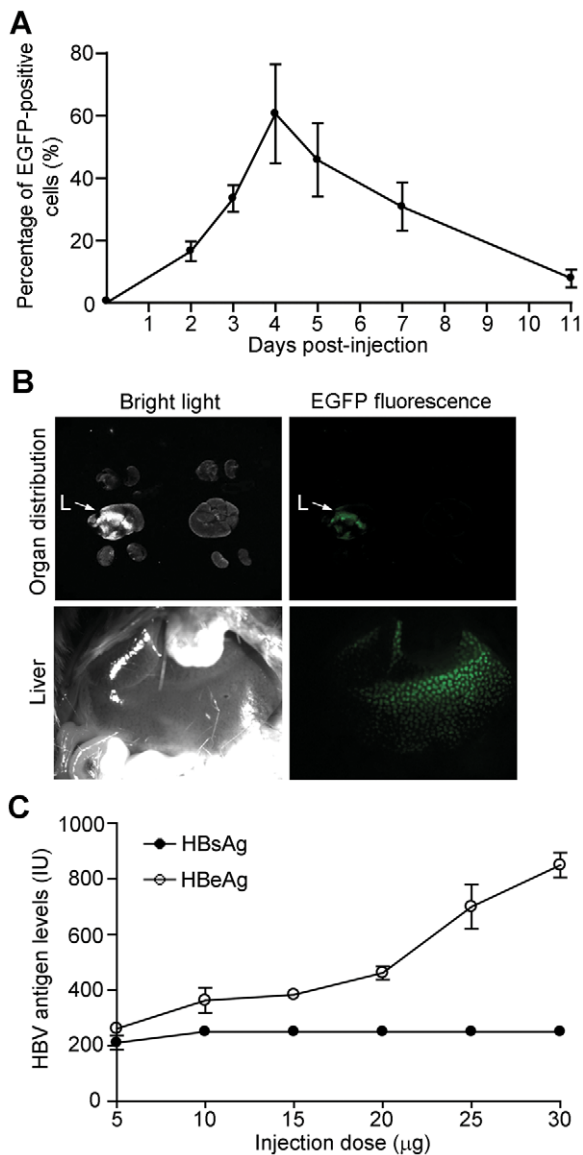 A
Percentage of EGFP-positive
cells (%)
80
60
40
20
0
1 2 3 4 5 6 7 8 9 10 11
Days post-injection
B
Bright light EGFP fluorescence
Organ distribution
L
L
Liver
C
HBV antigen levels (IU)
1000
800
600
400
200
0
HBsAg
HBeAg
5 10 15 20 25 30
Injection dose (μg)